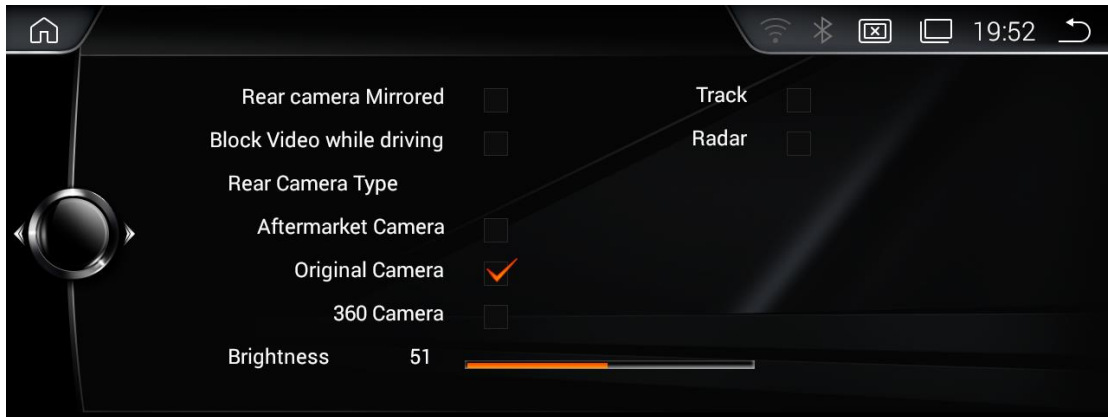 19:52
Rear camera Mirrored
Track
Block Video while driving
Radar
Rear Camera Type
Aftermarket Camera
Original Camera
360 Camera
Brightness 51